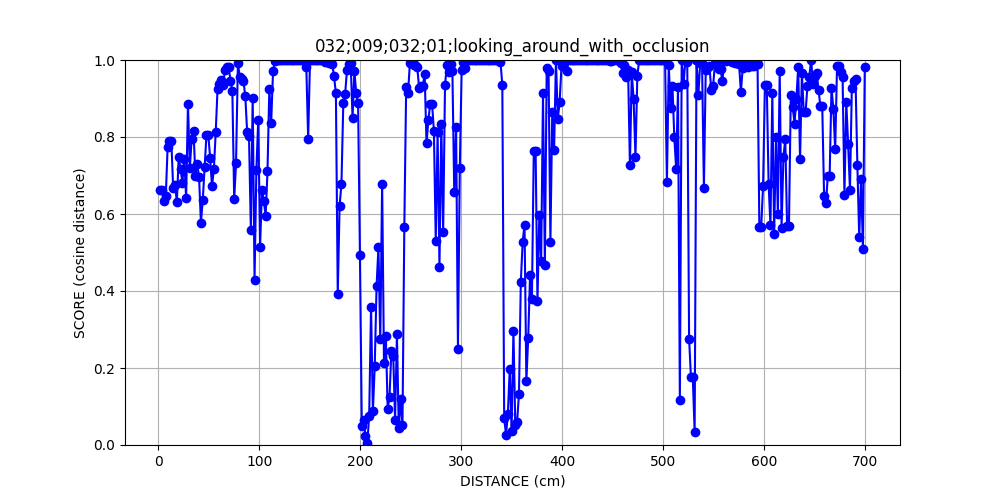 032;009;032;01;looking_around_with_occlusion
SCORE (cosine distance)
1.0
0.8
0.6
0.4
0.2
0.0
0 100 200 300 400 500 600 700
DISTANCE (cm)